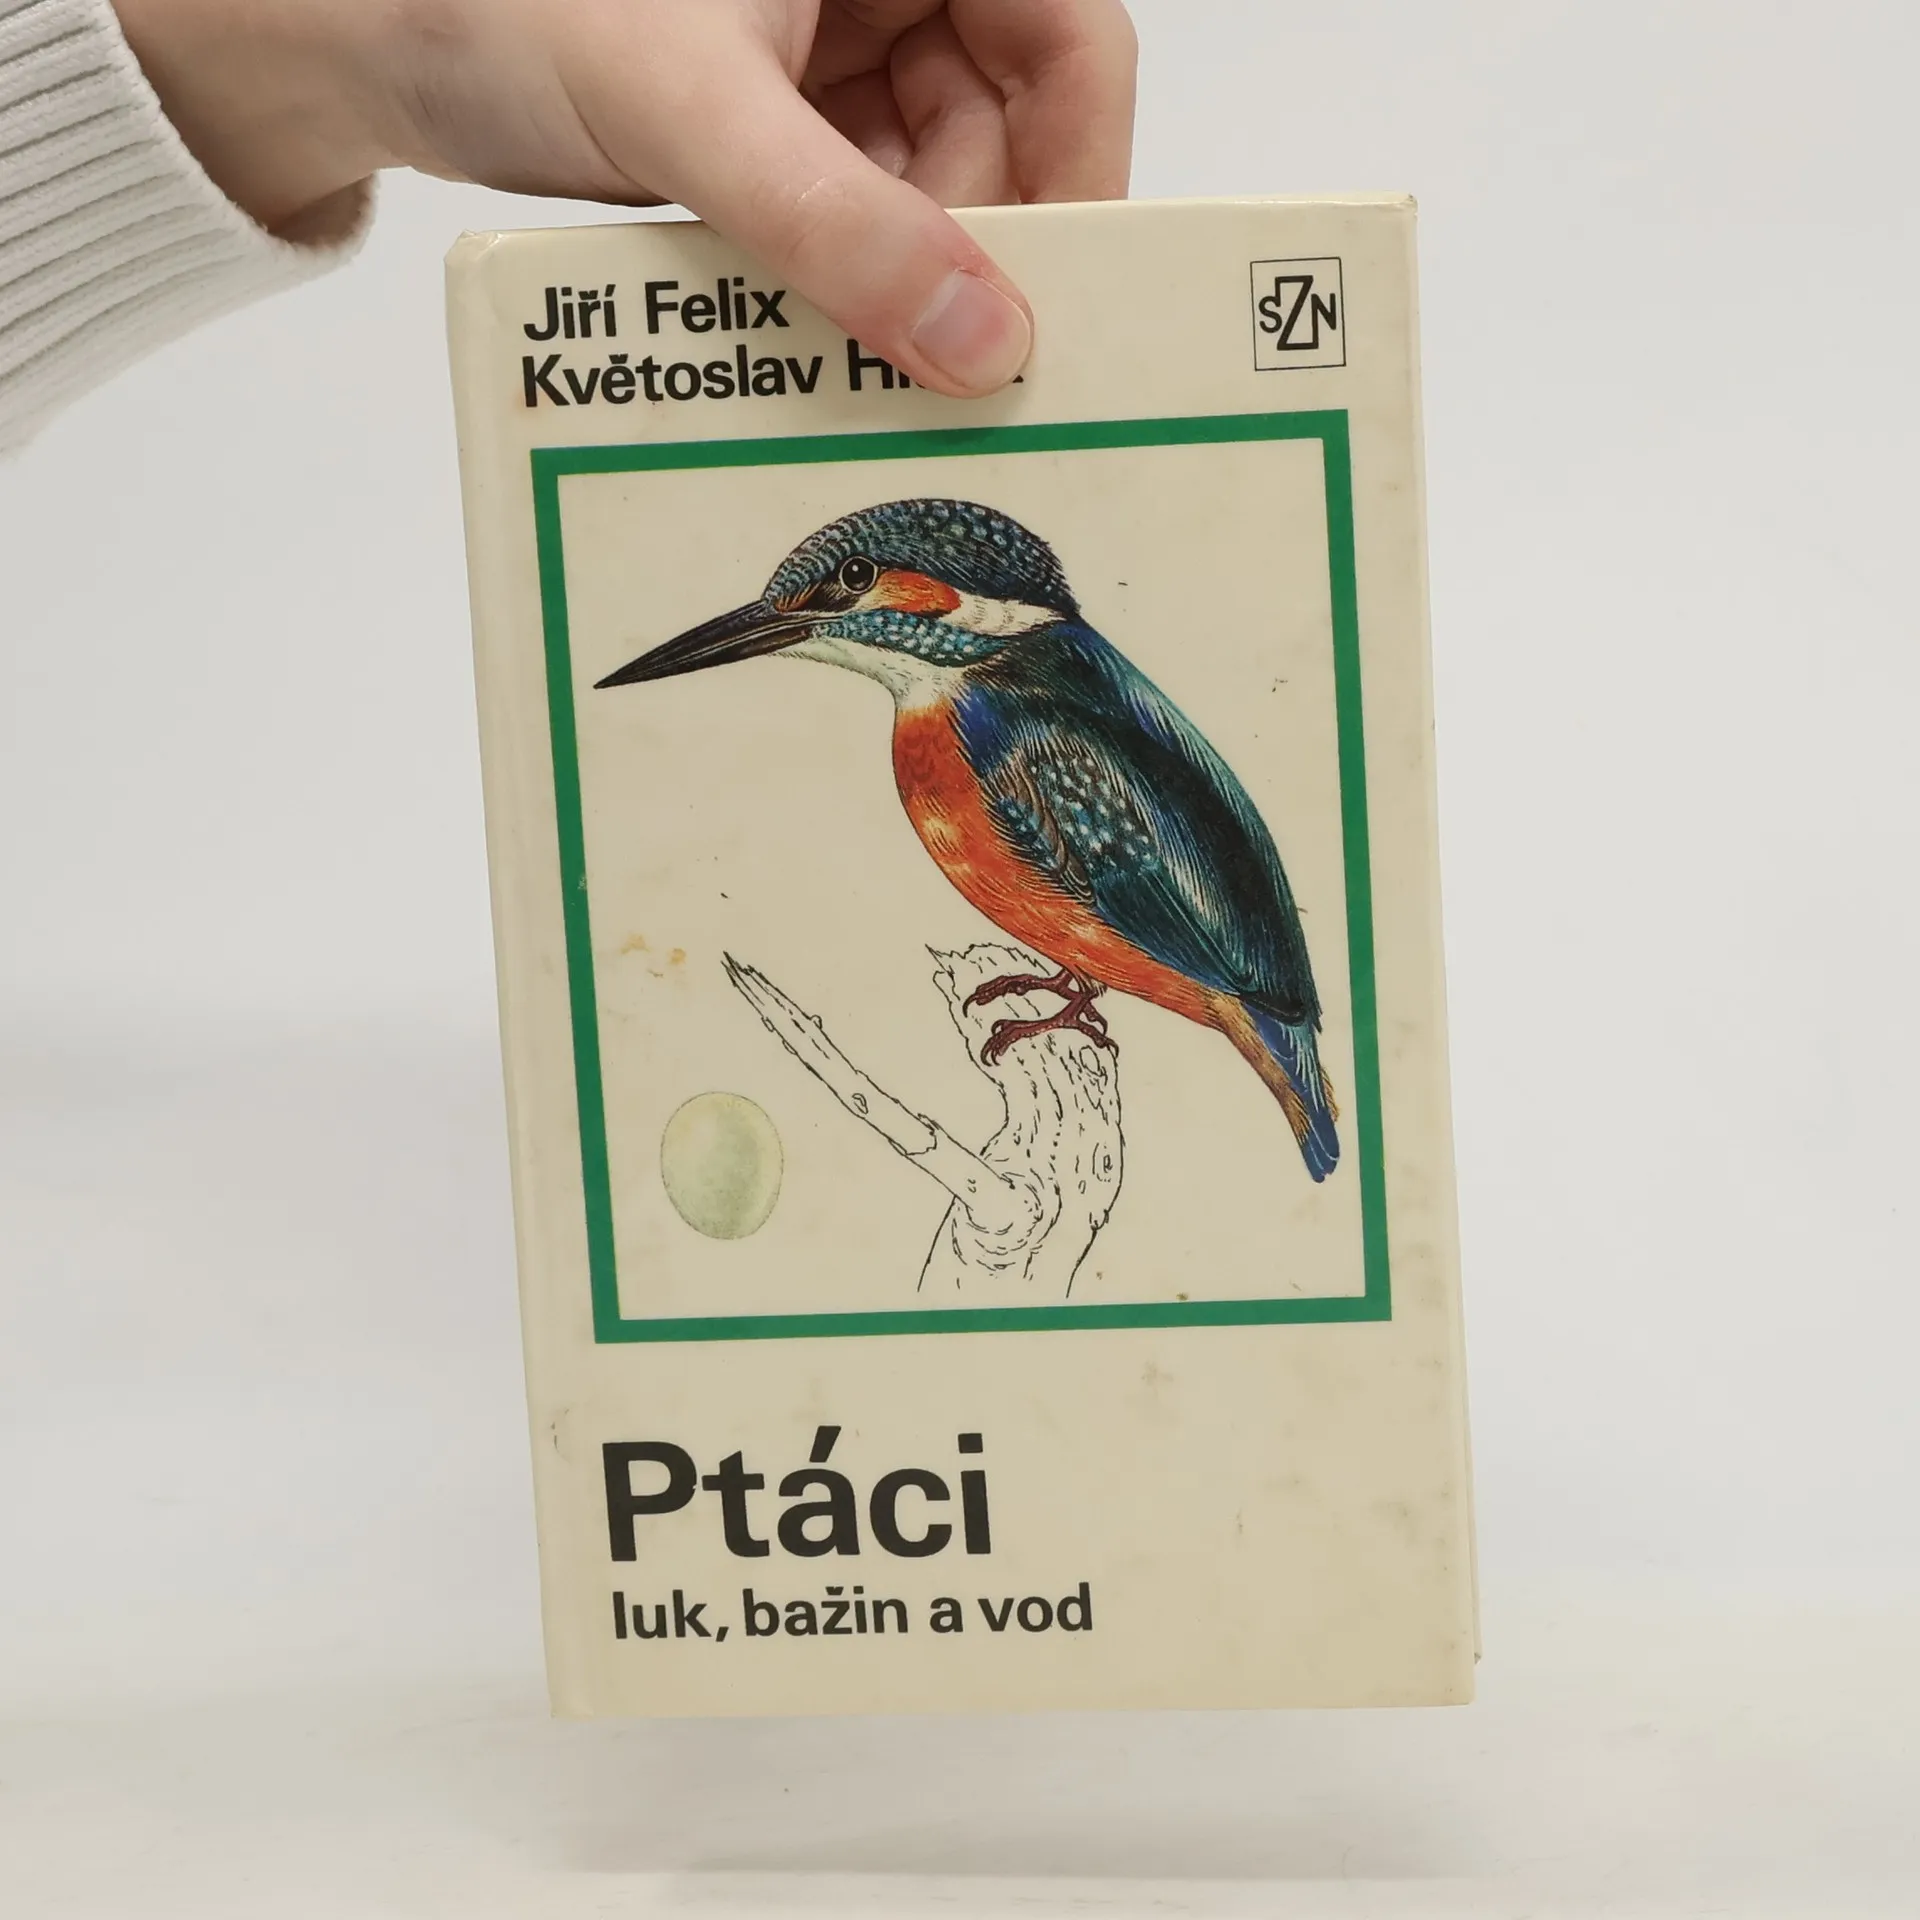 Jiří Felix
Květoslav
SZN
Ptáci
luk, bažin a vod